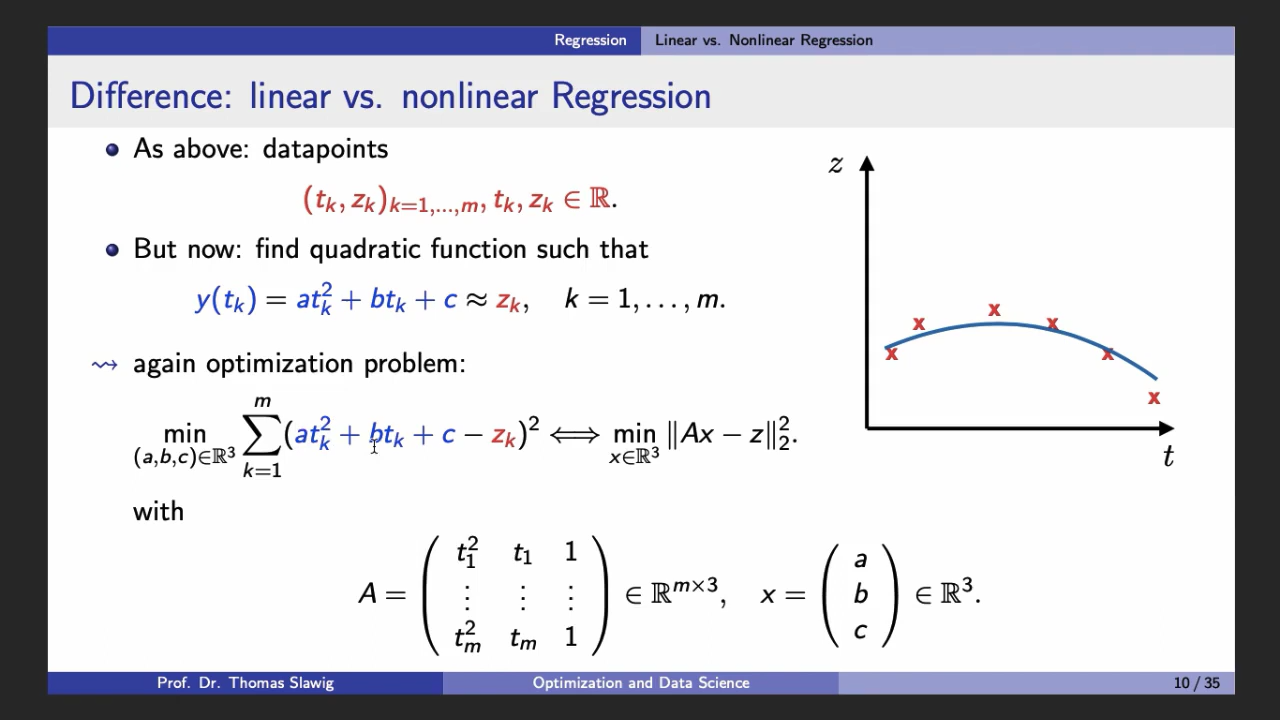 Regression Linear vs. Nonlinear Regression
Difference: linear vs. nonlinear Regression
• As above: datapoints
(t_k, z_k)_{k=1,...,m}, t_k, z_k ∈ ℝ.
• But now: find quadratic function such that
y(t_k) = at_k^2 + bt_k + c ≈ z_k, k = 1, . . . , m.
⇝ again optimization problem:
min_{(a,b,c)∈ℝ^3} ∑_{k=1}^{m} (at_k^2 + bt_k + c − z_k)^2 ⟺ min_{x∈ℝ^3} ‖Ax − z‖_2^2.
with
A = ( t_1^2 t_1 1
⋮ ⋮ ⋮
t_m^2 t_m 1 ) ∈ ℝ^{m×3}, x = ( a
b
c ) ∈ ℝ^3.
z
x x x x x x
t
Prof. Dr. Thomas Slawig Optimization and Data Science 10 / 35